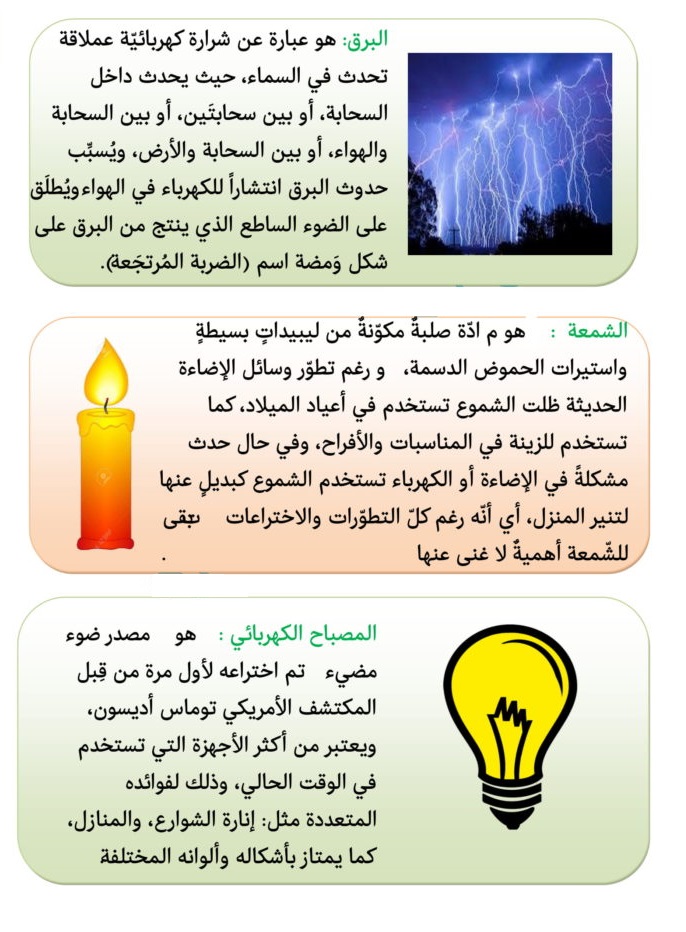 البرق: هو عبارة عن شرارة كهربائيّة عملاقة
تحدث في السماء، حيث يحدث داخل
السحابة، أو بين سحابتَين، أو بين السحابة
والهواء، أو بين السحابة والأرض، ويُسبِّب
حدوث البرق انتشاراً للكهرباء في الهواء ويُطلَق
على الضوء الساطع الذي ينتج من البرق على
شكل وَمضة اسم (الضربة المُرتجَعة).
الشمعة : هو م ادّة صلبةٌ مكوّنةٌ من ليبيداتٍ بسيطةٍ
واستيرات الحموض الدسمة، و رغم تطوّر وسائل الإضاءة
الحديثة ظلت الشموع تستخدم في أعياد الميلاد، كما
تستخدم للزينة في المناسبات والأفراح، وفي حال حدث
مشكلةً في الإضاءة أو الكهرباء تستخدم الشموع كبديلٍ عنها
لتنير المنزل، أي أنّه رغم كلّ التطوّرات والاختراعات تبقى
للشّمعة أهميةٌ لا غنى عنها .
المصباح الكهربائي : هو مصدر ضوء
مضيء تم اختراعه لأول مرة من قِبل
المكتشف الأمريكي توماس أديسون،
ويعتبر من أكثر الأجهزة التي تستخدم
في الوقت الحالي، وذلك لفوائده
المتعددة مثل: إنارة الشوارع، والمنازل،
كما يمتاز بأشكاله وألوانه المختلفة